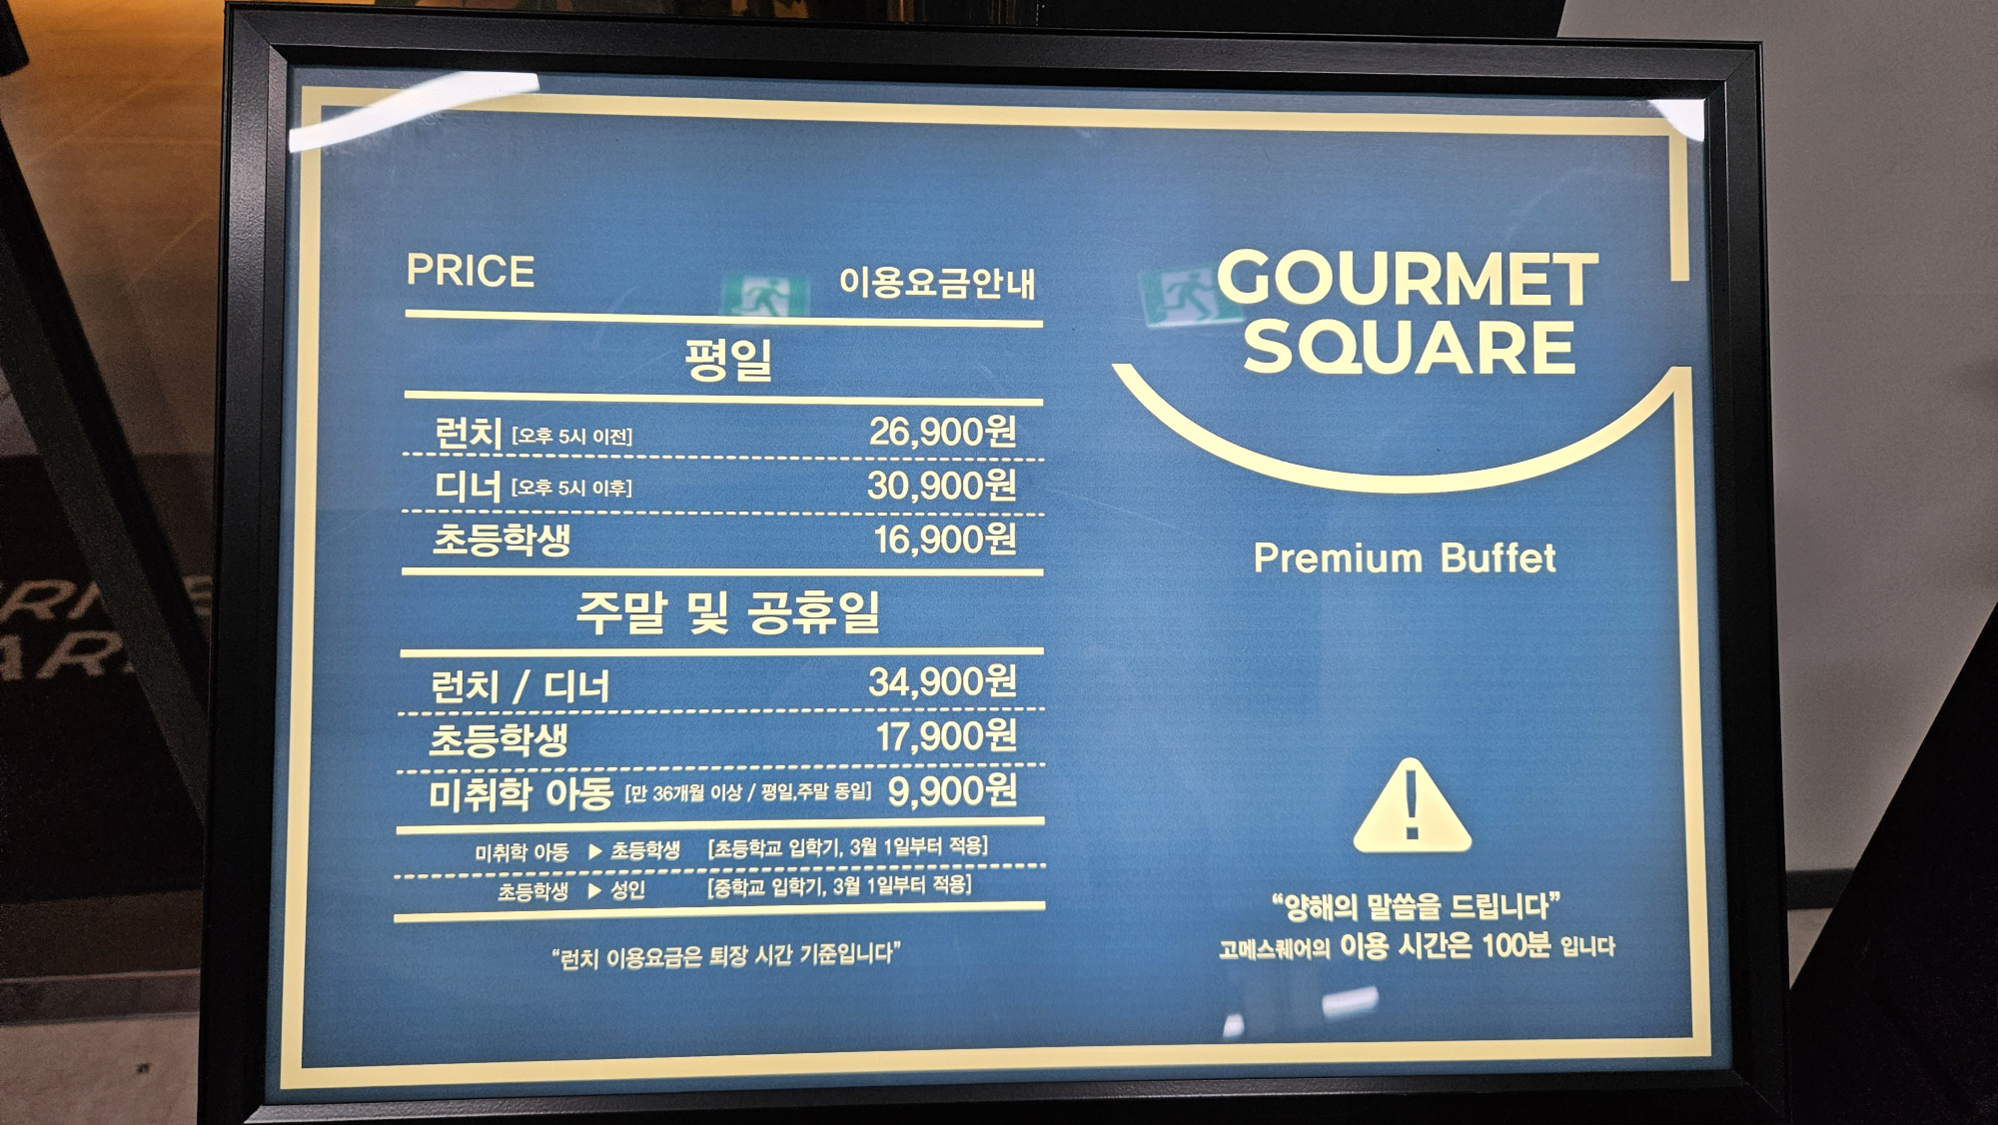 PRICE 이용요금안내
평일
런치 [오후 5시 이전] 26,900원
디너 [오후 5시 이후] 30,900원
초등학생 16,900원
주말 및 공휴일
런치 / 디너 34,900원
초등학생 17,900원
미취학 아동 [만 36개월 이상 / 평일,주말 동일] 9,900원
미취학 아동 ▶ 초등학생 [초등학교 입학기, 3월 1일부터 적용]
초등학생 ▶ 성인 [중학교 입학기, 3월 1일부터 적용]
“런치 이용요금은 퇴장 시간 기준입니다”
GOURMET
SQUARE
Premium Buffet
“양해의 말씀을 드립니다”
고메스퀘어의 이용 시간은 100분 입니다